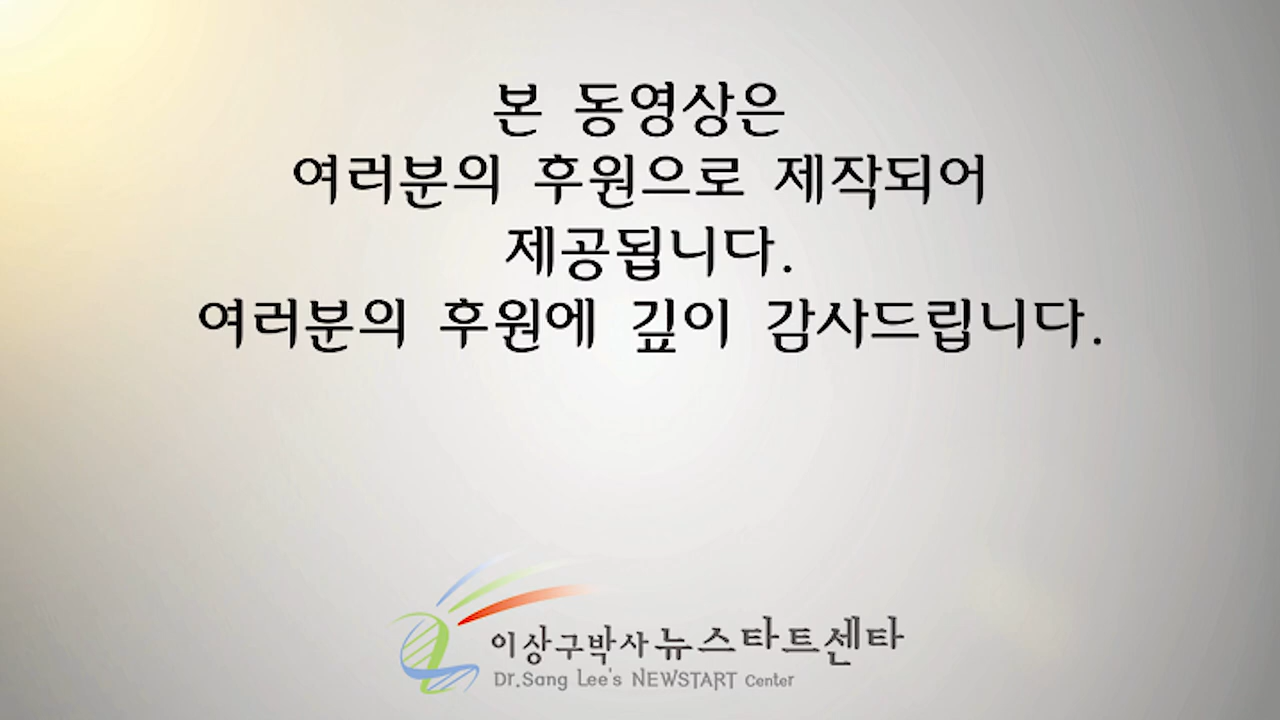 본 동영상은
여러분의 후원으로 제작되어
제공됩니다.
여러분의 후원에 깊이 감사드립니다.
이상구박사 뉴스타트센타
Dr.Sang Lee's NEWSTART Center